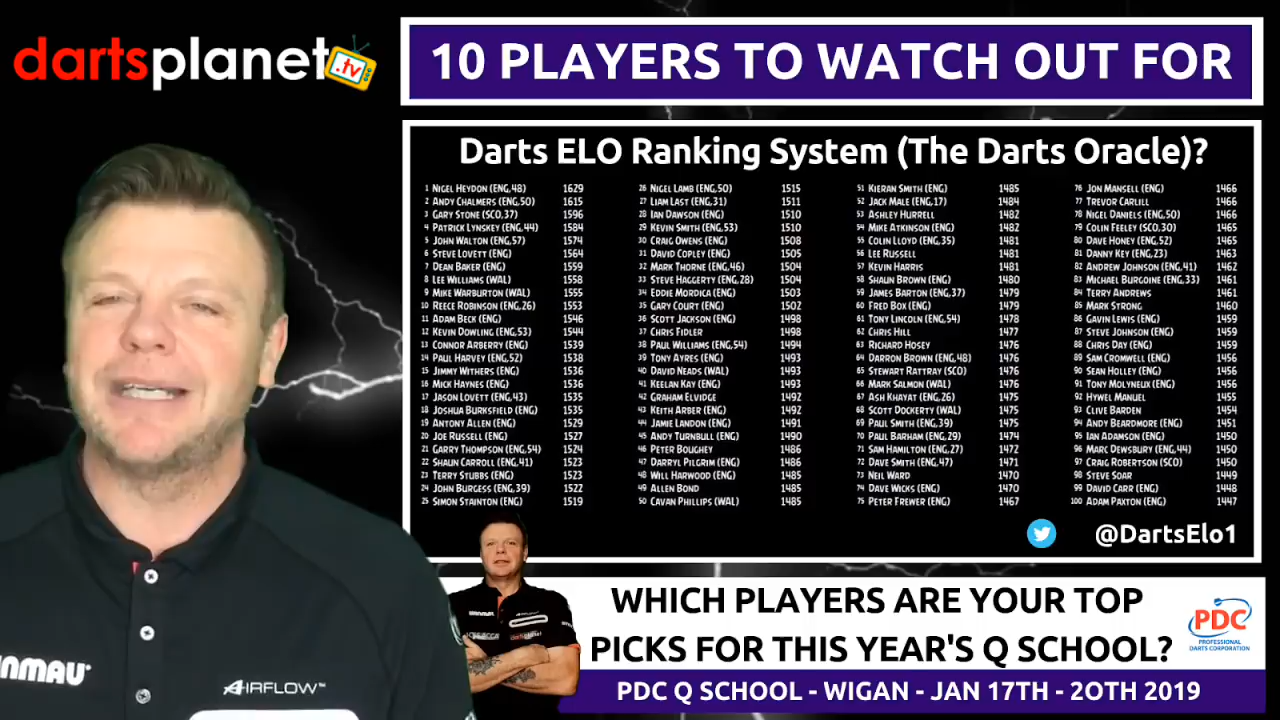 dartsplanet.tv
10 PLAYERS TO WATCH OUT FOR
Darts ELO Ranking System (The Darts Oracle)?
1 NIGEL HEYDON (ENG,48) 1629
2 ANDY CHALMERS (ENG,50) 1615
3 GARY STONE (SCO,37) 1596
4 PATRICK LYNSKEY (ENG,44) 1584
5 JOHN WALTON (ENG,57) 1574
6 STEVE LOVETT (ENG) 1564
7 DEAN BAKER (ENG) 1559
8 LEE WILLIAMS (WAL) 1558
9 MIKE WARBURTON (WAL) 1555
10 REECE ROBINSON (ENG,26) 1553
11 ADAM BECK (ENG) 1546
12 KEVIN DOWLING (ENG,53) 1544
13 CONNOR ARBERRY (ENG) 1539
14 PAUL HARVEY (ENG,52) 1538
15 JIMMY WITHERS (ENG) 1536
16 MICK HAYNES (ENG) 1536
17 JASON LOVETT (ENG,43) 1535
18 JOSHUA BURKSFIELD (ENG) 1535
19 ANTONY ALLEN (ENG) 1529
20 JOE RUSSELL (ENG) 1527
21 GARRY THOMPSON (ENG,54) 1524
22 SHAUN CARROLL (ENG,41) 1523
23 TERRY STUBBS (ENG) 1523
24 JOHN BURGESS (ENG,39) 1522
25 SIMON STAINTON (ENG) 1519
26 NIGEL LAMB (ENG,50) 1515
27 LIAM LAST (ENG,31) 1511
28 IAN DAWSON (ENG) 1510
29 KEVIN SMITH (ENG,53) 1510
30 CRAIG OWENS (ENG) 1508
31 DAVID COPLEY (ENG) 1505
32 MARK THORNE (ENG,46) 1504
33 STEVE HAGGERTY (ENG,28) 1504
34 EDDIE MORDICA (ENG) 1503
35 GARY COURT (ENG) 1502
36 SCOTT JACKSON (ENG) 1498
37 CHRIS FIDLER 1498
38 PAUL WILLIAMS (ENG,54) 1494
39 TONY AYRES (ENG) 1493
40 DAVID NEADS (WAL) 1493
41 KEELAN KAY (ENG) 1493
42 GRAHAM ELVIDGE 1492
43 KEITH ARBER (ENG) 1492
44 JAMIE LANDON (ENG) 1491
45 ANDY TURNBULL (ENG) 1490
46 PETER BOUGHEY 1486
47 DARRYL PILGRIM (ENG) 1486
48 WILL HARWOOD (ENG) 1485
49 ALLEN BOND 1485
50 CAVAN PHILLIPS (WAL) 1485
51 KIERAN SMITH (ENG) 1485
52 JACK MALE (ENG,17) 1484
53 ASHLEY HURRELL 1482
54 MIKE ATKINSON (ENG) 1482
55 COLIN LLOYD (ENG,35) 1481
56 LEE RUSSELL 1481
57 KEVIN HARRIS 1481
58 SHAUN BROWN (ENG) 1480
59 JAMES BARTON (ENG,37) 1479
60 FRED BOX (ENG) 1479
61 TONY LINCOLN (ENG,54) 1478
62 CHRIS HILL 1477
63 RICHARD HOSEY 1476
64 DARRON BROWN (ENG,48) 1476
65 STEWART RATTRAY (SCO) 1476
66 MARK SALMON (WAL) 1476
67 ASH KHAYAT (ENG,26) 1475
68 SCOTT DOCKERTY (WAL) 1475
69 PAUL SMITH (ENG,39) 1475
70 PAUL BARHAM (ENG,29) 1474
71 SAM HAMILTON (ENG,27) 1472
72 DAVE SMITH (ENG,47) 1471
73 NEIL WARD 1470
74 DAVE WICKS (ENG) 1470
75 PETER FREWER (ENG) 1467
76 JON MANSELL (ENG) 1466
77 TREVOR CARLILL 1466
78 NIGEL DANIELS (ENG,50) 1466
79 COLIN FEELEY (SCO,30) 1465
80 DAVE HONEY (ENG,52) 1465
81 DANNY KEY (ENG,23) 1463
82 ANDREW JOHNSON (ENG,41) 1462
83 MICHAEL BURGOINE (ENG,33) 1461
84 TERRY ANDREWS 1461
85 MARK STRONG 1460
86 GAVIN LEWIS (ENG) 1459
87 STEVE JOHNSON (ENG) 1459
88 CHRIS DAY (ENG) 1459
89 SAM CROMWELL (ENG) 1456
90 SEAN HOLLEY (ENG) 1456
91 TONY MOLYNEUX (ENG) 1456
92 HYWEL MANUEL 1455
93 CLIVE BARDEN 1454
94 ANDY BEARDMORE (ENG) 1451
95 IAN ADAMSON (ENG) 1450
96 MARC DEWSBURY (ENG,44) 1450
97 CRAIG ROBERTSON (SCO) 1450
98 STEVE SOAR 1449
99 DAVID CARR (ENG) 1448
100 ADAM PAXTON (ENG) 1447
@DartsElo1
WHICH PLAYERS ARE YOUR TOP
PICKS FOR THIS YEAR'S Q SCHOOL?
PDC
PROFESSIONAL
DARTS CORPORATION
PDC Q SCHOOL - WIGAN - JAN 17TH - 2OTH 2019
AIRFLOW™